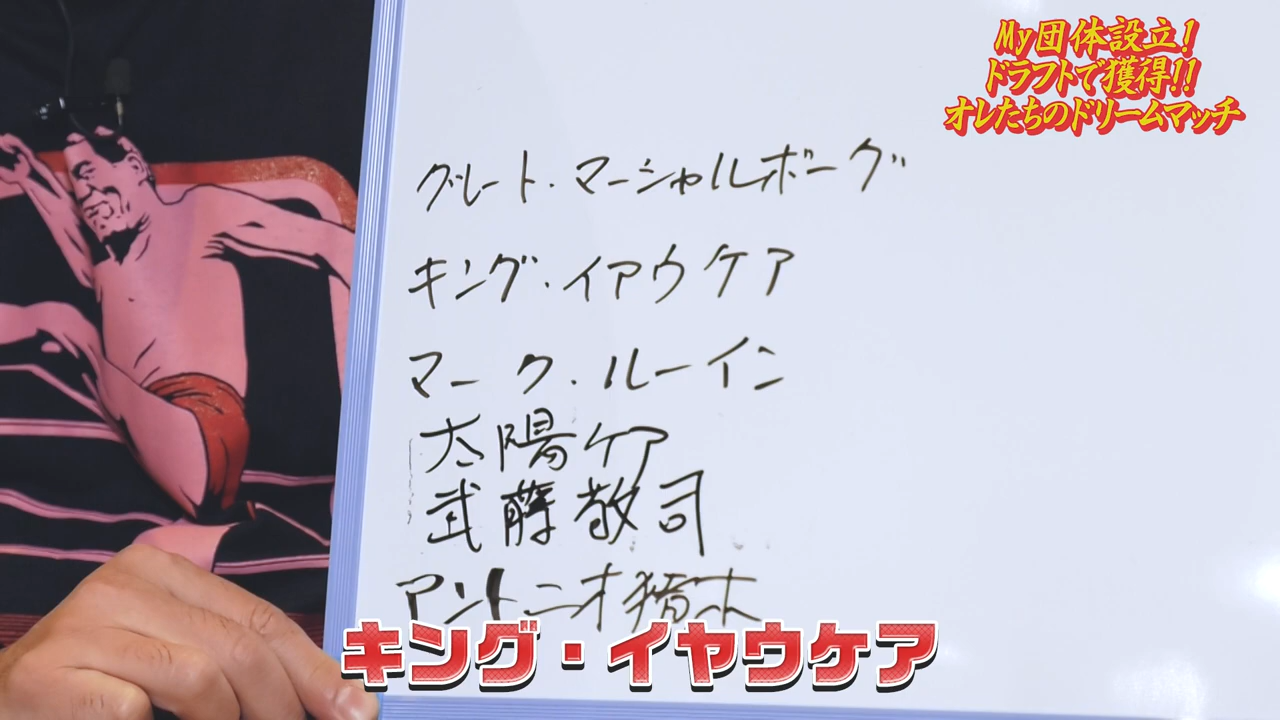 My団体設立!
ドラフトで獲得!!
オレたちのドリームマッチ
グレート・マーシャルボーグ
キング・イアウケア
マーク・ルーイン
太陽ケア
武藤敬司
アントニオ猪木
キング・イヤウケア